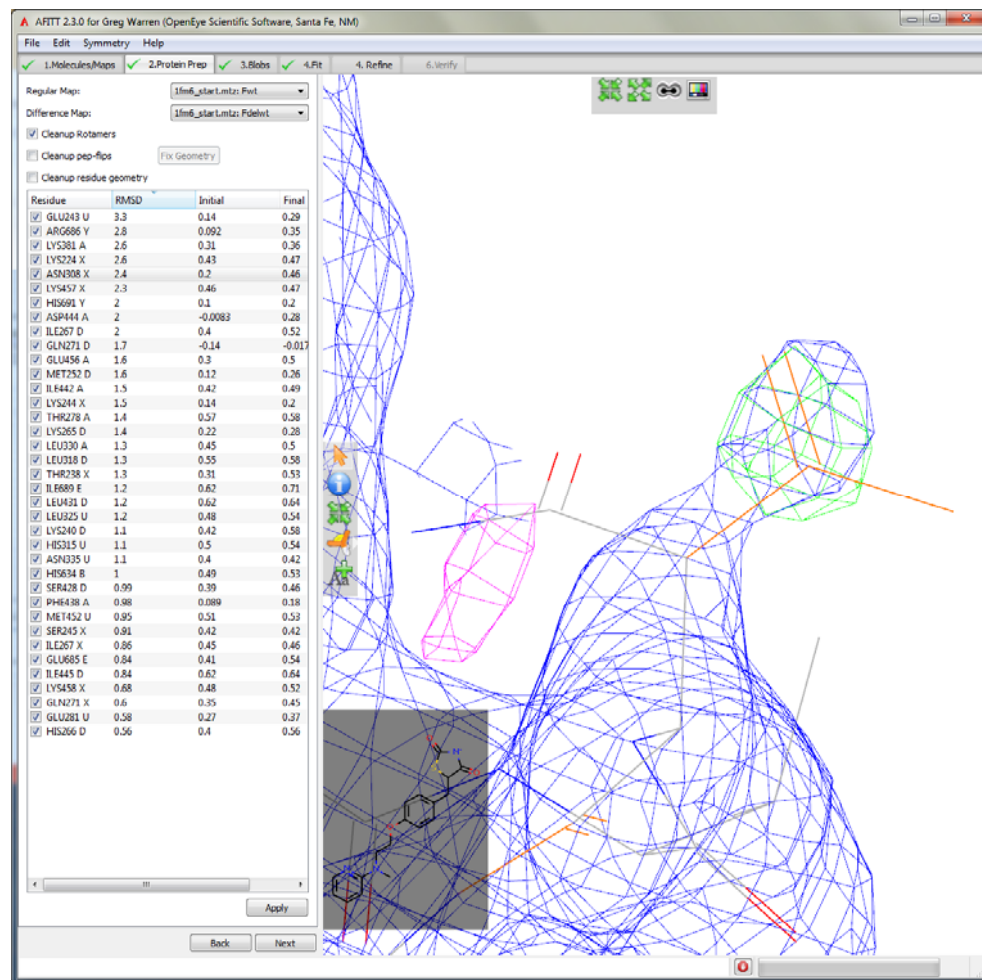 AFITT 2.3.0 for Greg Warren (OpenEye Scientific Software, Santa Fe, NM)
File Edit Symmetry Help
1.Molecules/Maps 2.Protein Prep 3.Blobs 4.Fit 4. Refine 6.Verify
Regular Map: 1fm6_start.mtz: Fwt
Difference Map: 1fm6_start.mtz: Fdelwt
Cleanup Rotamers
Cleanup pep-flips Fix Geometry
Cleanup residue geometry
Residue RMSD Initial Final
GLU243 U 3.3 0.14 0.29
ARG686 Y 2.8 0.092 0.35
LYS381 A 2.6 0.31 0.36
LYS224 X 2.6 0.43 0.47
ASN308 X 2.4 0.2 0.46
LYS457 X 2.3 0.46 0.47
HIS691 Y 2 0.1 0.2
ASP444 A 2 -0.0083 0.28
ILE267 D 2 0.4 0.52
GLN271 D 1.7 -0.14 -0.017
GLU456 A 1.6 0.3 0.5
MET252 D 1.6 0.12 0.26
ILE442 A 1.5 0.42 0.49
LYS244 X 1.5 0.14 0.2
THR278 A 1.4 0.57 0.58
LYS265 D 1.4 0.22 0.28
LEU330 A 1.3 0.45 0.5
LEU318 D 1.3 0.55 0.58
THR238 X 1.3 0.31 0.53
ILE689 E 1.2 0.62 0.71
LEU431 D 1.2 0.62 0.64
LEU325 U 1.2 0.48 0.54
LYS240 D 1.1 0.42 0.58
HIS315 U 1.1 0.5 0.54
ASN335 U 1.1 0.4 0.42
HIS634 B 1 0.49 0.53
SER428 D 0.99 0.39 0.46
PHE438 A 0.98 0.089 0.18
MET452 U 0.95 0.51 0.53
SER245 X 0.91 0.42 0.42
ILE267 X 0.86 0.45 0.46
GLU685 E 0.84 0.41 0.54
ILE445 D 0.84 0.62 0.64
LYS458 X 0.68 0.48 0.52
GLN271 X 0.6 0.35 0.45
GLU281 U 0.58 0.27 0.37
HIS266 D 0.56 0.4 0.56
Apply
Back Next